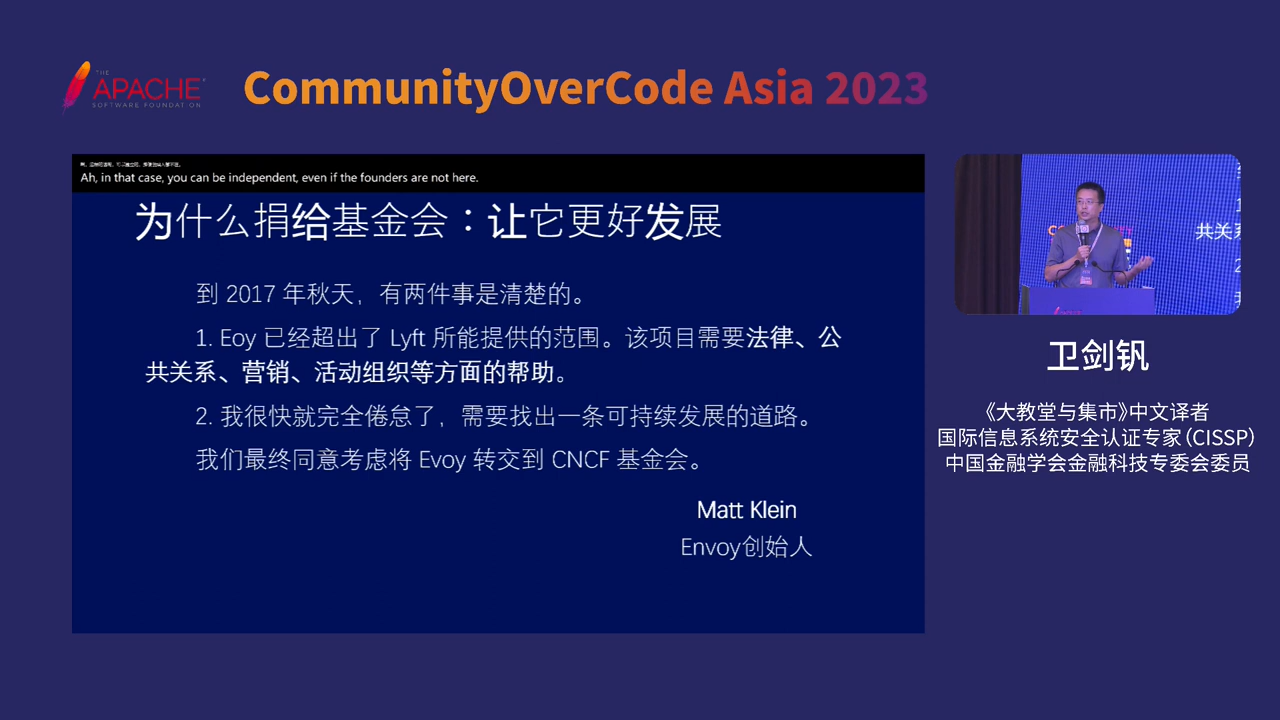 THE
APACHE
SOFTWARE FOUNDATION
CommunityOverCode Asia 2023
Ah, in that case, you can be independent, even if the founders are not here.
为什么捐给基金会：让它更好发展
到 2017 年秋天，有两件事是清楚的。
1. Eoy 已经超出了 Lyft 所能提供的范围。该项目需要法律、公
共关系、营销、活动组织等方面的帮助。
2. 我很快就完全倦怠了，需要找出一条可持续发展的道路。
我们最终同意考虑将 Evoy 转交到 CNCF 基金会。
Matt Klein
Envoy创始人
共关系
卫剑钒
《大教堂与集市》中文译者
国际信息系统安全认证专家（CISSP）
中国金融学会金融科技专委会委员